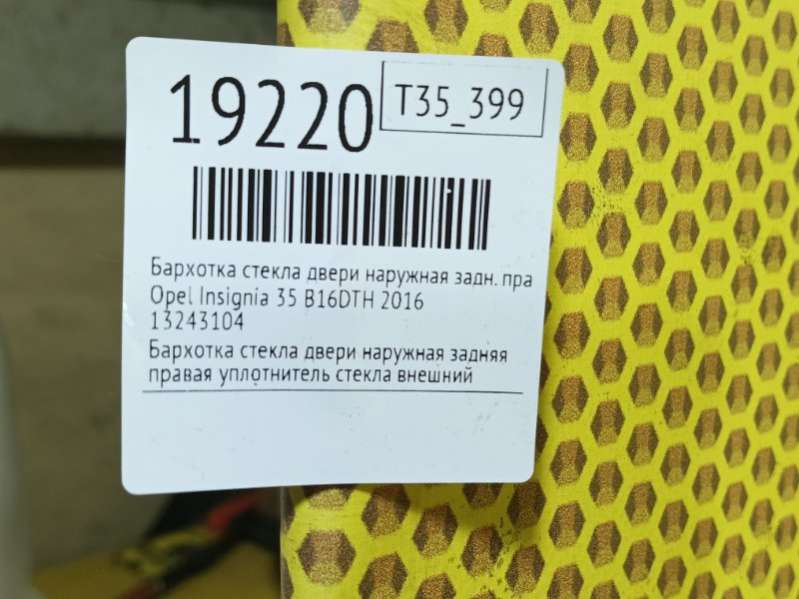 19220
T35_399
Бархотка стекла двери наружная задн. пра
Opel Insignia 35 B16DTH 2016
13243104
Бархотка стекла двери наружная задняя
правая уплотнитель стекла внешний